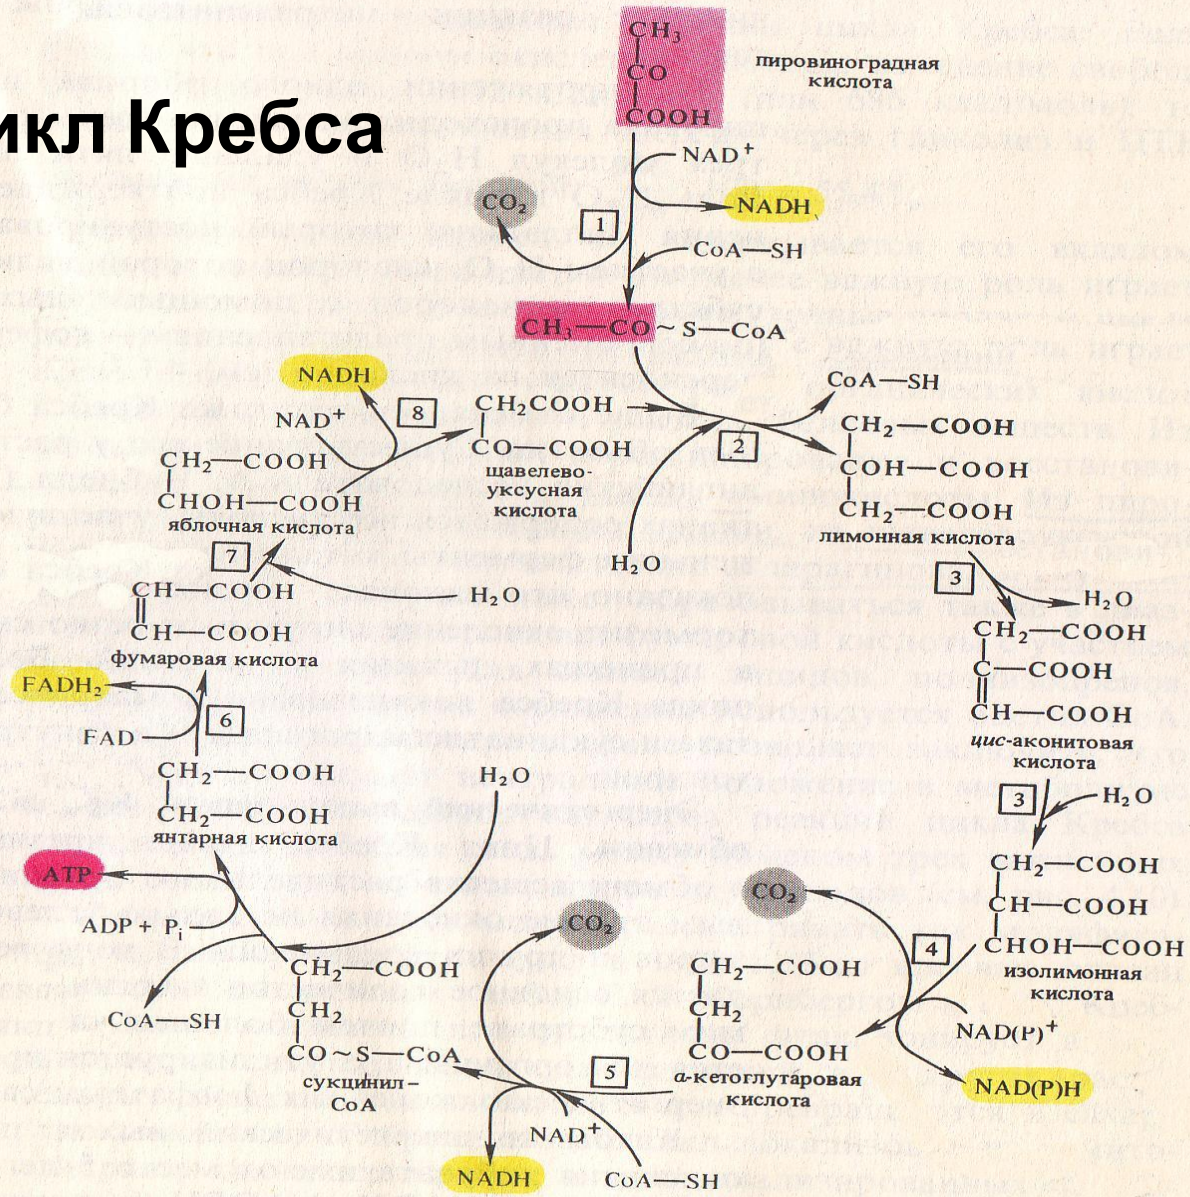 икл Кребса
CH₃
CO
COOH
пировиноградная
кислота
NAD⁺
NADH
CO₂
1
CoA—SH
CH₃—CO~S—CoA
NADH
NAD⁺
8
CH₂COOH
CO—COOH
щавелево-
уксусная
кислота
CoA—SH
2
CH₂—COOH
COH—COOH
CH₂—COOH
лимонная кислота
H₂O
CH₂—COOH
CHOH—COOH
яблочная кислота
7
H₂O
3
H₂O
CH—COOH
CH—COOH
фумаровая кислота
CH₂—COOH
C—COOH
CH—COOH
цис-аконитовая
кислота
FADH₂
6
FAD
CH₂—COOH
CH₂—COOH
янтарная кислота
H₂O
3
H₂O
ATP
ADP + Pᵢ
CoA—SH
CO₂
CO₂
CH₂—COOH
CH—COOH
CHOH—COOH
изолимонная
кислота
4
NAD(P)⁺
NAD(P)H
CH₂—COOH
CH₂
CO—COOH
α-кетоглутаровая
кислота
CH₂—COOH
CH₂
CO~S—CoA
сукцинил-
CoA
5
NAD⁺
NADH
CoA—SH